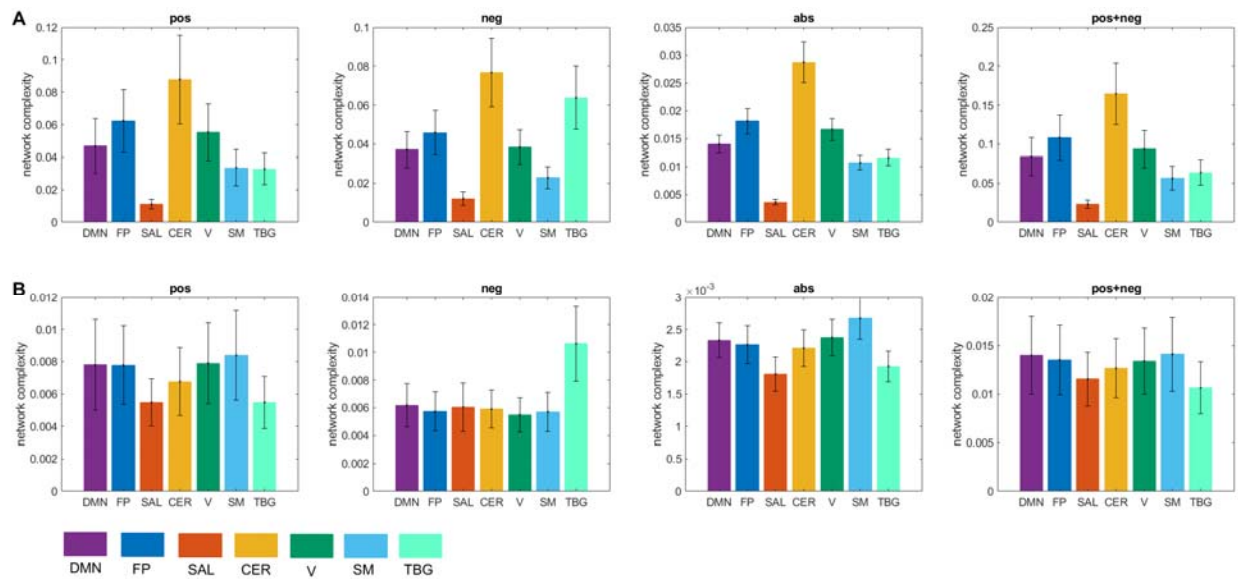 A
pos
neg
abs
pos+neg
network complexity
0.12
0.1
0.08
0.06
0.04
0.02
0
DMN FP SAL CER V SM TBG
network complexity
0.1
0.08
0.06
0.04
0.02
0
DMN FP SAL CER V SM TBG
network complexity
0.035
0.03
0.025
0.02
0.015
0.01
0.005
0
DMN FP SAL CER V SM TBG
network complexity
0.25
0.2
0.15
0.1
0.05
0
DMN FP SAL CER V SM TBG
B
pos
neg
abs
pos+neg
network complexity
0.012
0.01
0.008
0.006
0.004
0.002
0
DMN FP SAL CER V SM TBG
network complexity
0.014
0.012
0.01
0.008
0.006
0.004
0.002
0
DMN FP SAL CER V SM TBG
network complexity
×10-3
3
2.5
2
1.5
1
0.5
0
DMN FP SAL CER V SM TBG
network complexity
0.02
0.015
0.01
0.005
0
DMN FP SAL CER V SM TBG
DMN FP SAL CER V SM TBG